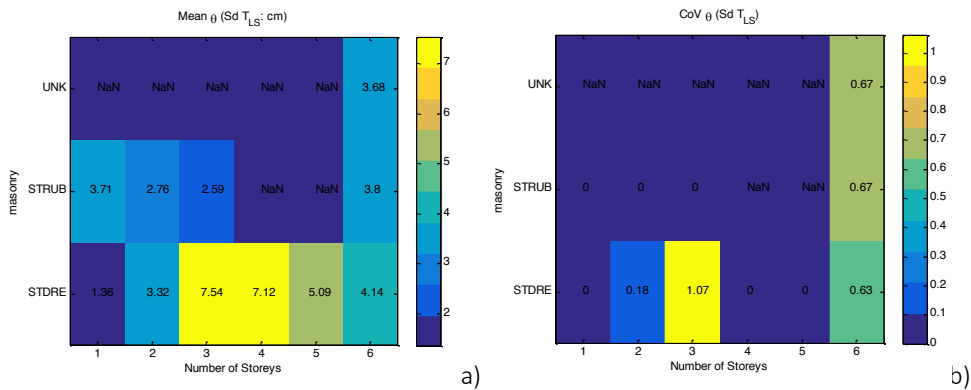 Mean θ (Sd T_LS: cm)
UNK NaN NaN NaN NaN NaN 3.68
STRUB 3.71 2.76 2.59 NaN NaN 3.8
STDRE 1.36 3.32 7.54 7.12 5.09 4.14
masonry
1 2 3 4 5 6
Number of Storeys
7
6
5
4
3
2
a)
CoV θ (Sd T_LS)
UNK NaN NaN NaN NaN NaN 0.67
STRUB 0 0 0 NaN NaN 0.67
STDRE 0 0.18 1.07 0 0 0.63
masonry
1 2 3 4 5 6
Number of Storeys
1
0.9
0.8
0.7
0.6
0.5
0.4
0.3
0.2
0.1
0
b)